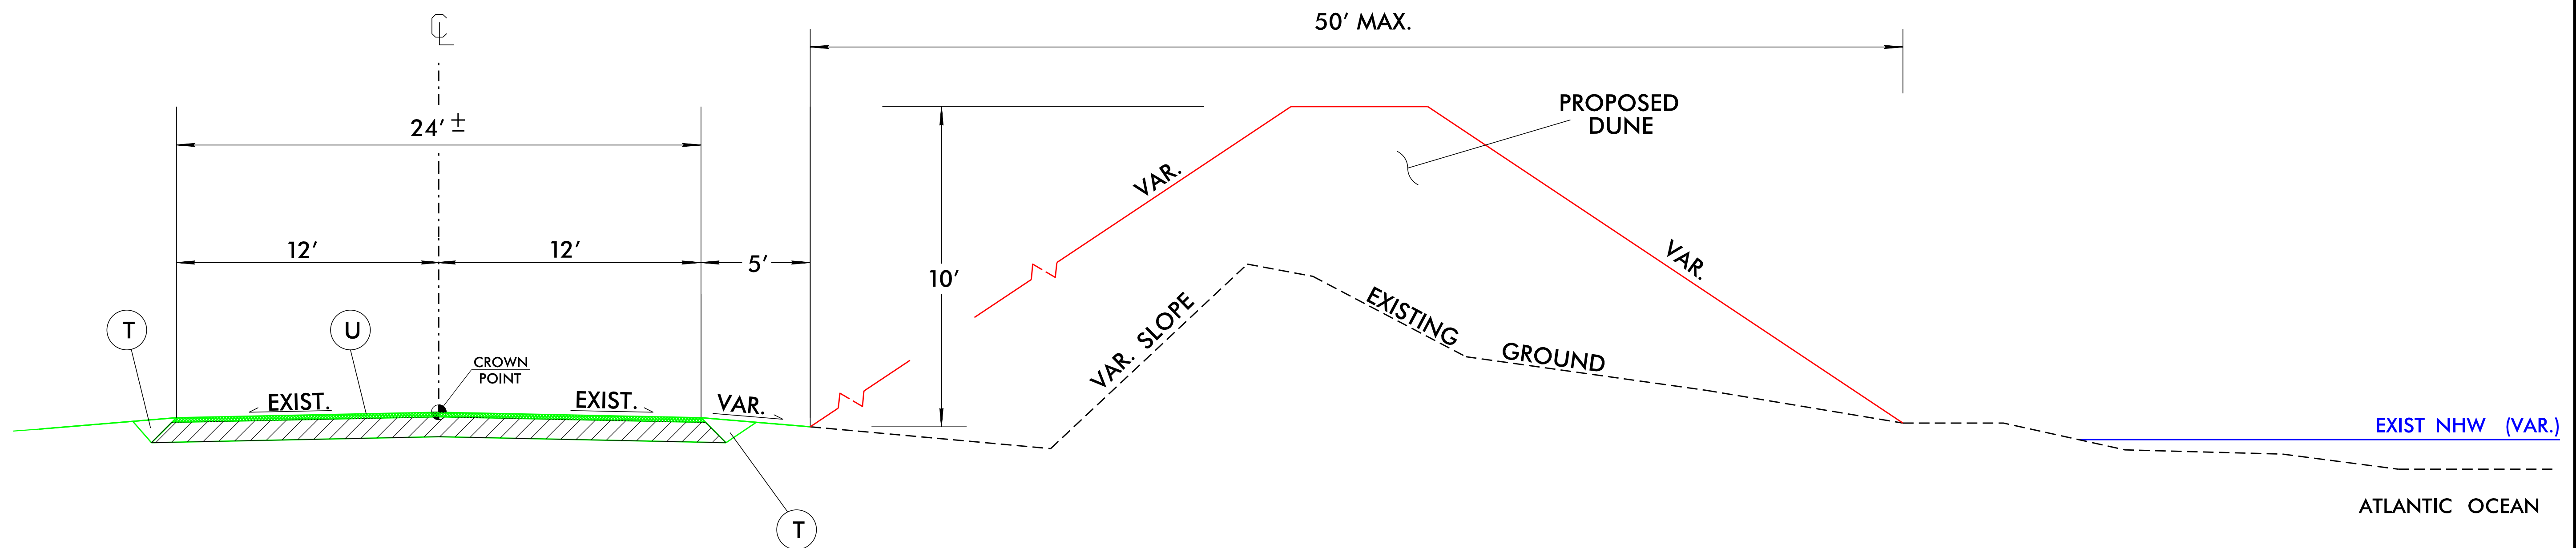 ℄
50' MAX.
24' ±
PROPOSED
DUNE
VAR.
12'
12'
5'
10'
VAR.
T
U
CROWN
POINT
VAR. SLOPE
EXISTING
GROUND
EXIST.
EXIST.
VAR.
EXIST NHW (VAR.)
T
ATLANTIC OCEAN